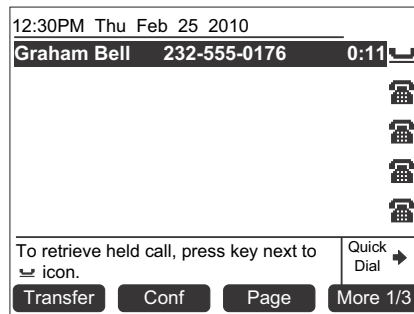 12:30PM Thu Feb 25 2010
Graham Bell 232-555-0176 0:11
To retrieve held call, press key next to
icon.
Quick
Dial
Transfer Conf Page More 1/3